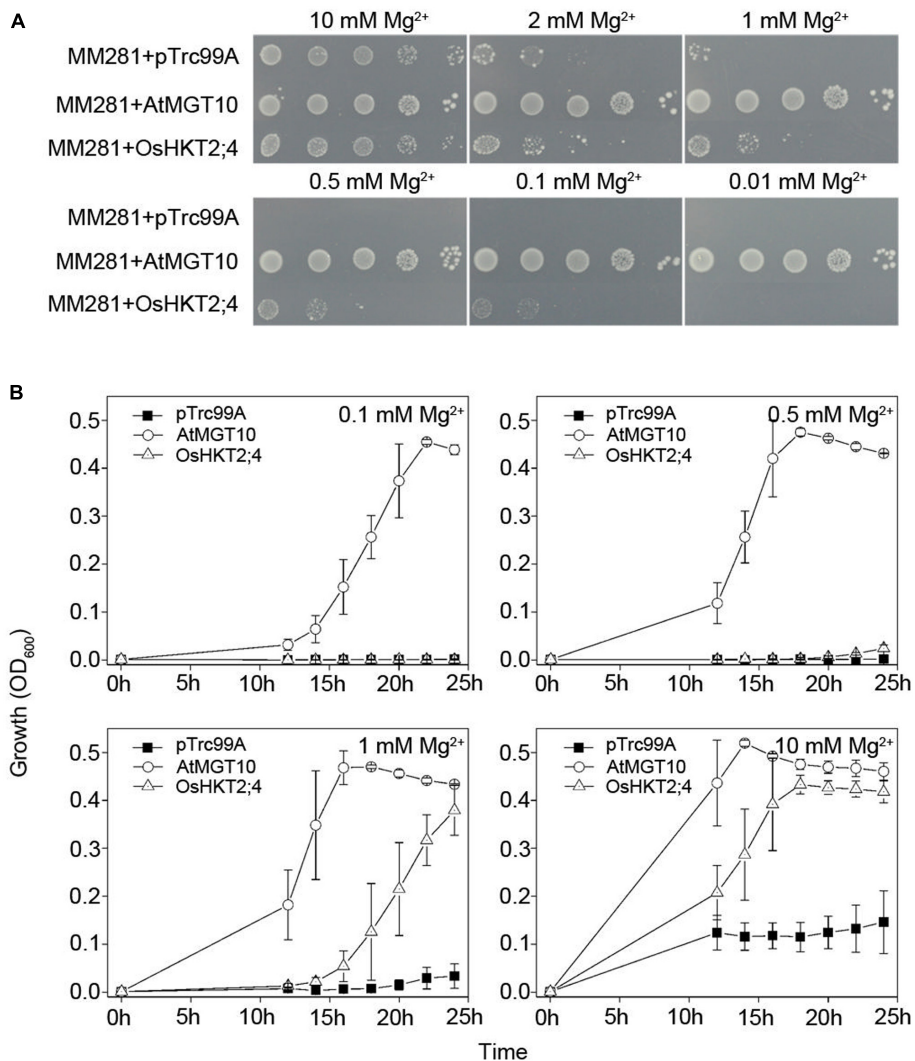 A
10 mM Mg²⁺ 2 mM Mg²⁺ 1 mM Mg²⁺
MM281+pTrc99A
MM281+AtMGT10
MM281+OsHKT2;4
0.5 mM Mg²⁺ 0.1 mM Mg²⁺ 0.01 mM Mg²⁺
MM281+pTrc99A
MM281+AtMGT10
MM281+OsHKT2;4
B
Growth (OD₆₀₀)
0.1 mM Mg²⁺
pTrc99A
AtMGT10
OsHKT2;4
0.5
0.4
0.3
0.2
0.1
0.0
0h 5h 10h 15h 20h 25h
0.5 mM Mg²⁺
pTrc99A
AtMGT10
OsHKT2;4
0.5
0.4
0.3
0.2
0.1
0.0
0h 5h 10h 15h 20h 25h
1 mM Mg²⁺
pTrc99A
AtMGT10
OsHKT2;4
0.5
0.4
0.3
0.2
0.1
0.0
0h 5h 10h 15h 20h 25h
10 mM Mg²⁺
pTrc99A
AtMGT10
OsHKT2;4
0.5
0.4
0.3
0.2
0.1
0.0
0h 5h 10h 15h 20h 25h
Time